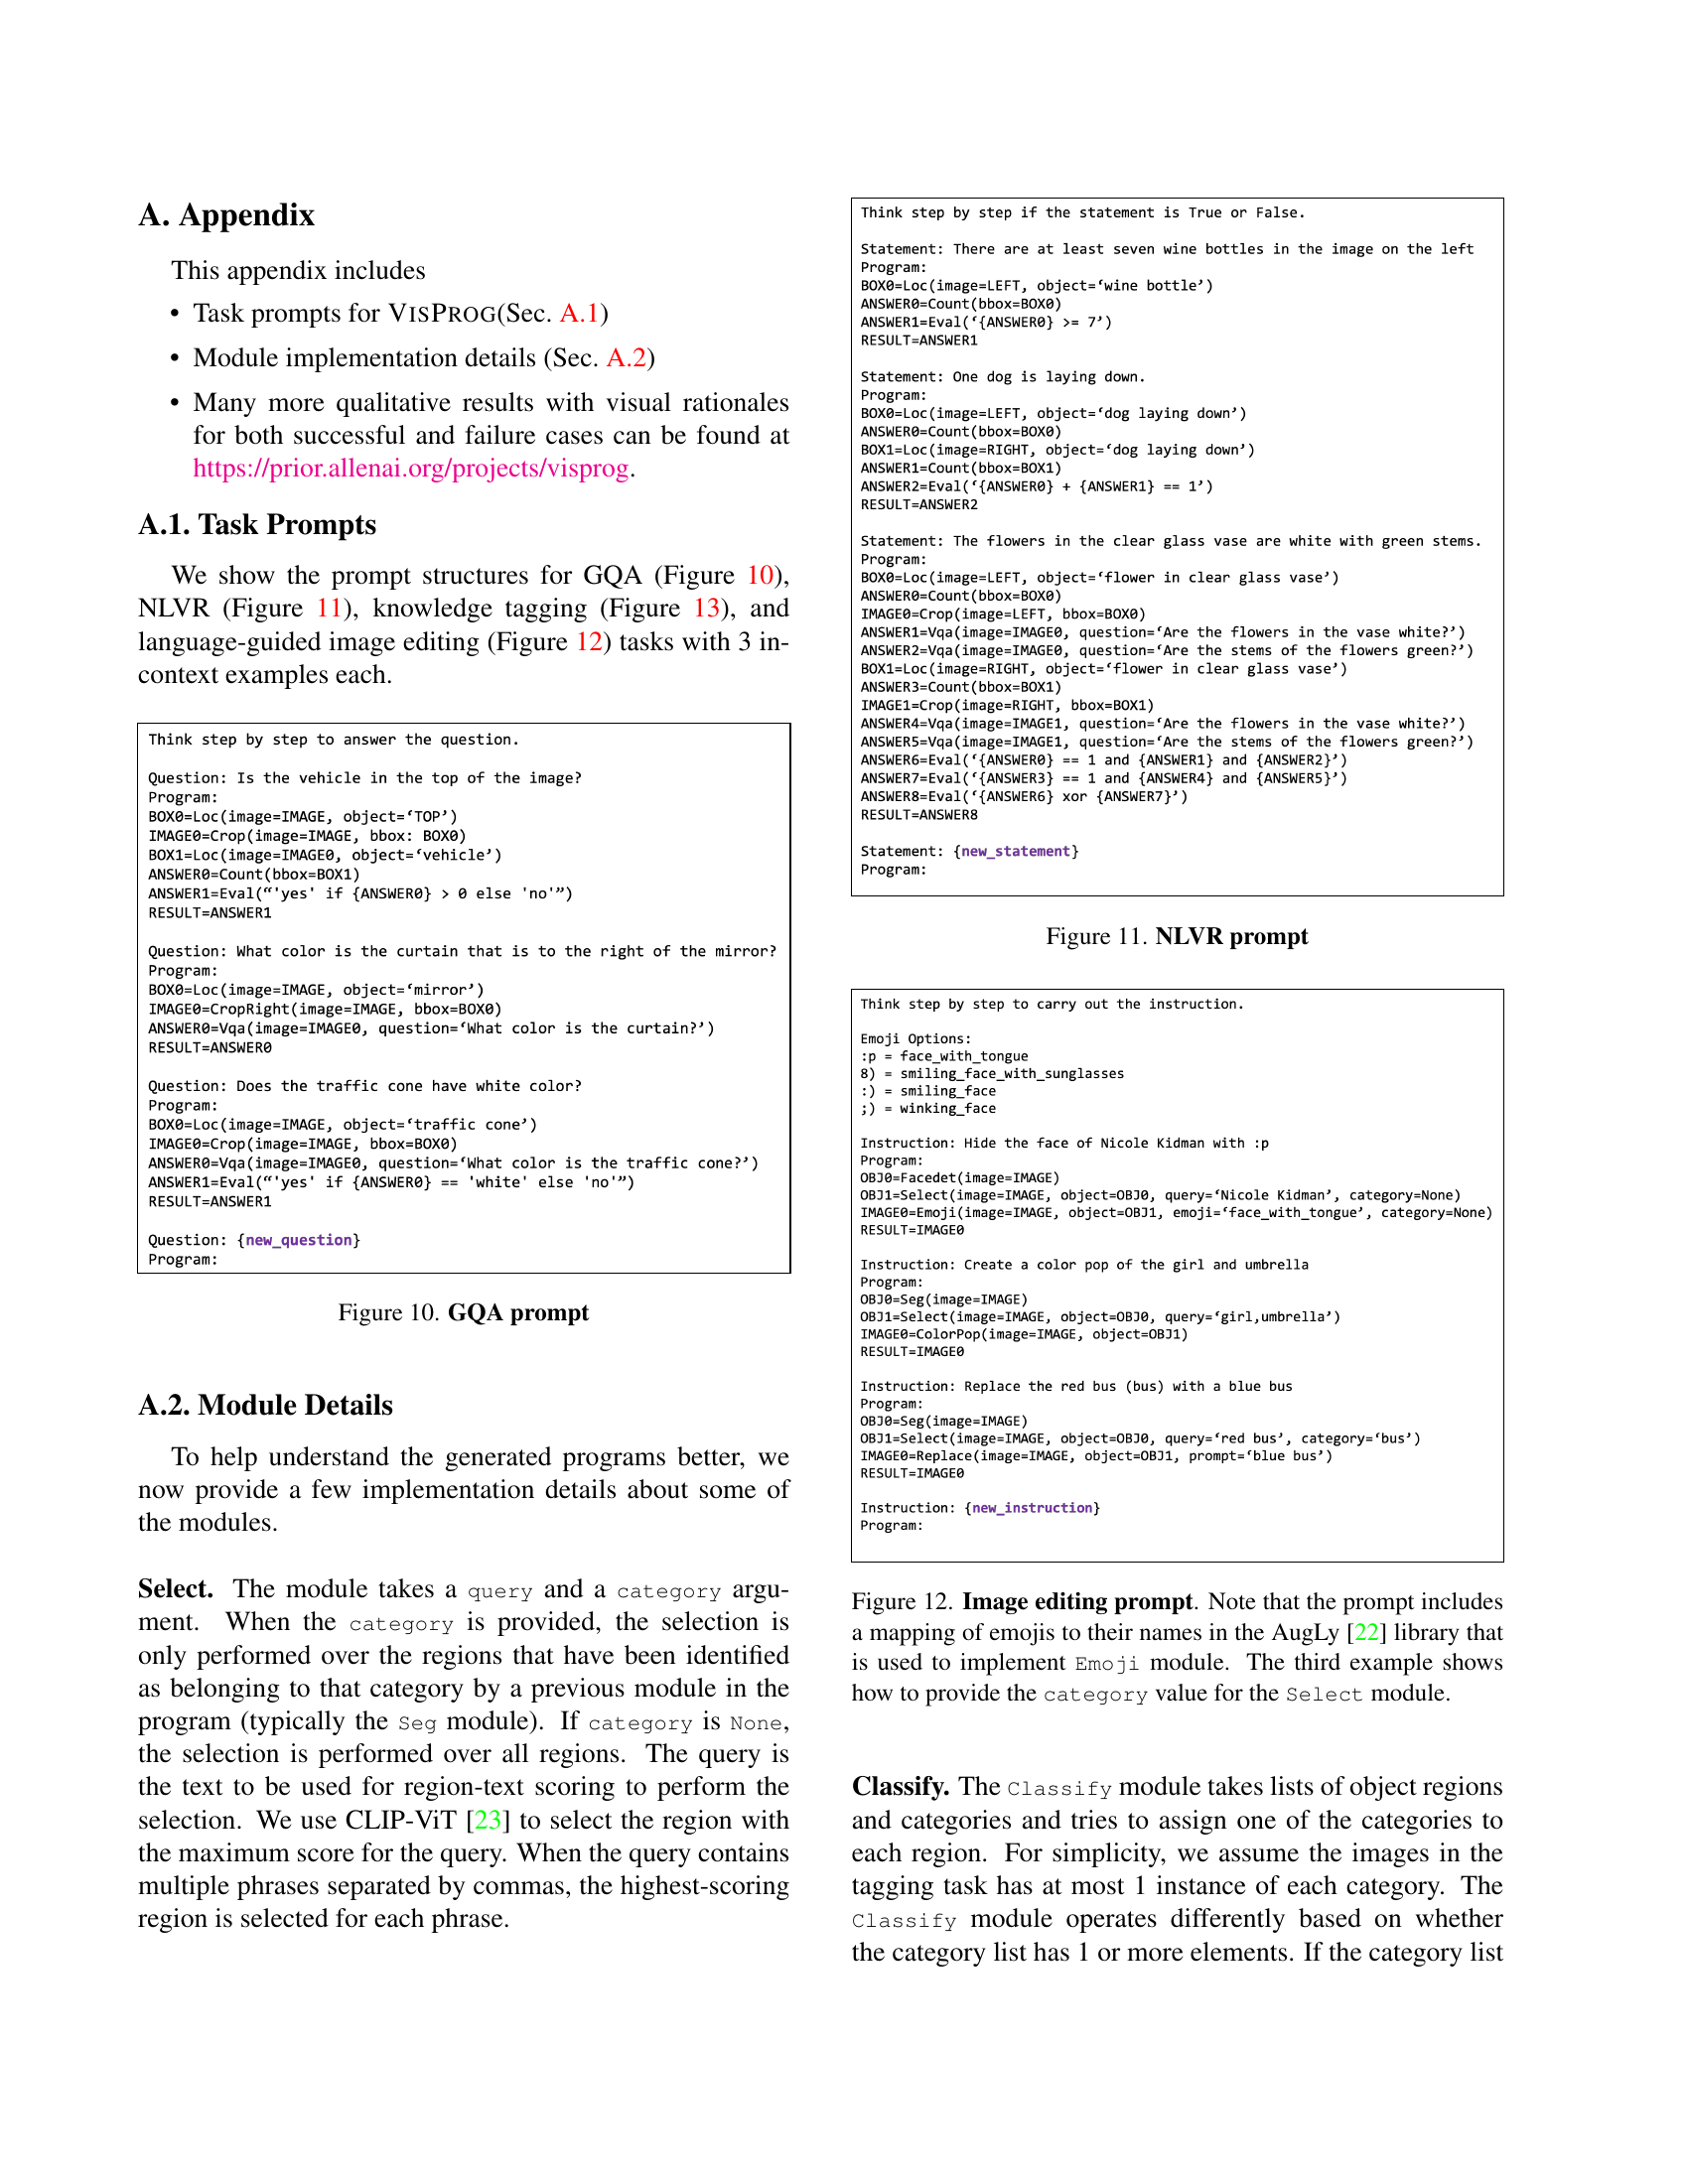 A. Appendix
This appendix includes
• Task prompts for VISPROG(Sec. A.1)
• Module implementation details (Sec. A.2)
• Many more qualitative results with visual rationales
for both successful and failure cases can be found at
https://prior.allenai.org/projects/visprog.
A.1. Task Prompts
We show the prompt structures for GQA (Figure 10),
NLVR (Figure 11), knowledge tagging (Figure 13), and
language-guided image editing (Figure 12) tasks with 3 in-
context examples each.
Think step by step to answer the question.
Question: Is the vehicle in the top of the image?
Program:
BOX0=Loc(image=IMAGE, object=‘TOP’)
IMAGE0=Crop(image=IMAGE, bbox: BOX0)
BOX1=Loc(image=IMAGE0, object=‘vehicle’)
ANSWER0=Count(bbox=BOX1)
ANSWER1=Eval(“'yes' if {ANSWER0} > 0 else 'no'”)
RESULT=ANSWER1
Question: What color is the curtain that is to the right of the mirror?
Program:
BOX0=Loc(image=IMAGE, object=‘mirror’)
IMAGE0=CropRight(image=IMAGE, bbox=BOX0)
ANSWER0=Vqa(image=IMAGE0, question=‘What color is the curtain?’)
RESULT=ANSWER0
Question: Does the traffic cone have white color?
Program:
BOX0=Loc(image=IMAGE, object=‘traffic cone’)
IMAGE0=Crop(image=IMAGE, bbox=BOX0)
ANSWER0=Vqa(image=IMAGE0, question=‘What color is the traffic cone?’)
ANSWER1=Eval(“'yes' if {ANSWER0} == 'white' else 'no'”)
RESULT=ANSWER1
Question: {new_question}
Program:
Figure 10. GQA prompt
A.2. Module Details
To help understand the generated programs better, we
now provide a few implementation details about some of
the modules.
Select. The module takes a query and a category argu-
ment. When the category is provided, the selection is
only performed over the regions that have been identified
as belonging to that category by a previous module in the
program (typically the Seg module). If category is None,
the selection is performed over all regions. The query is
the text to be used for region-text scoring to perform the
selection. We use CLIP-ViT [23] to select the region with
the maximum score for the query. When the query contains
multiple phrases separated by commas, the highest-scoring
region is selected for each phrase.
Think step by step if the statement is True or False.
Statement: There are at least seven wine bottles in the image on the left
Program:
BOX0=Loc(image=LEFT, object=‘wine bottle’)
ANSWER0=Count(bbox=BOX0)
ANSWER1=Eval(‘{ANSWER0} >= 7’)
RESULT=ANSWER1
Statement: One dog is laying down.
Program:
BOX0=Loc(image=LEFT, object=‘dog laying down’)
ANSWER0=Count(bbox=BOX0)
BOX1=Loc(image=RIGHT, object=‘dog laying down’)
ANSWER1=Count(bbox=BOX1)
ANSWER2=Eval(‘{ANSWER0} + {ANSWER1} == 1’)
RESULT=ANSWER2
Statement: The flowers in the clear glass vase are white with green stems.
Program:
BOX0=Loc(image=LEFT, object=‘flower in clear glass vase’)
ANSWER0=Count(bbox=BOX0)
IMAGE0=Crop(image=LEFT, bbox=BOX0)
ANSWER1=Vqa(image=IMAGE0, question=‘Are the flowers in the vase white?’)
ANSWER2=Vqa(image=IMAGE0, question=‘Are the stems of the flowers green?’)
BOX1=Loc(image=RIGHT, object=‘flower in clear glass vase’)
ANSWER3=Count(bbox=BOX1)
IMAGE1=Crop(image=RIGHT, bbox=BOX1)
ANSWER4=Vqa(image=IMAGE1, question=‘Are the flowers in the vase white?’)
ANSWER5=Vqa(image=IMAGE1, question=‘Are the stems of the flowers green?’)
ANSWER6=Eval(‘{ANSWER0} == 1 and {ANSWER1} and {ANSWER2}’)
ANSWER7=Eval(‘{ANSWER3} == 1 and {ANSWER4} and {ANSWER5}’)
ANSWER8=Eval(‘{ANSWER6} xor {ANSWER7}’)
RESULT=ANSWER8
Statement: {new_statement}
Program:
Figure 11. NLVR prompt
Think step by step to carry out the instruction.
Emoji Options:
:p = face_with_tongue
8) = smiling_face_with_sunglasses
:) = smiling_face
;) = winking_face
Instruction: Hide the face of Nicole Kidman with :p
Program:
OBJ0=Facedet(image=IMAGE)
OBJ1=Select(image=IMAGE, object=OBJ0, query=‘Nicole Kidman’, category=None)
IMAGE0=Emoji(image=IMAGE, object=OBJ1, emoji=‘face_with_tongue’, category=None)
RESULT=IMAGE0
Instruction: Create a color pop of the girl and umbrella
Program:
OBJ0=Seg(image=IMAGE)
OBJ1=Select(image=IMAGE, object=OBJ0, query=‘girl,umbrella’)
IMAGE0=ColorPop(image=IMAGE, object=OBJ1)
RESULT=IMAGE0
Instruction: Replace the red bus (bus) with a blue bus
Program:
OBJ0=Seg(image=IMAGE)
OBJ1=Select(image=IMAGE, object=OBJ0, query=‘red bus’, category=‘bus’)
IMAGE0=Replace(image=IMAGE, object=OBJ1, prompt=‘blue bus’)
RESULT=IMAGE0
Instruction: {new_instruction}
Program:
Figure 12. Image editing prompt. Note that the prompt includes
a mapping of emojis to their names in the AugLy [22] library that
is used to implement Emoji module. The third example shows
how to provide the category value for the Select module.
Classify. The Classify module takes lists of object regions
and categories and tries to assign one of the categories to
each region. For simplicity, we assume the images in the
tagging task has at most 1 instance of each category. The
Classify module operates differently based on whether
the category list has 1 or more elements. If the category list